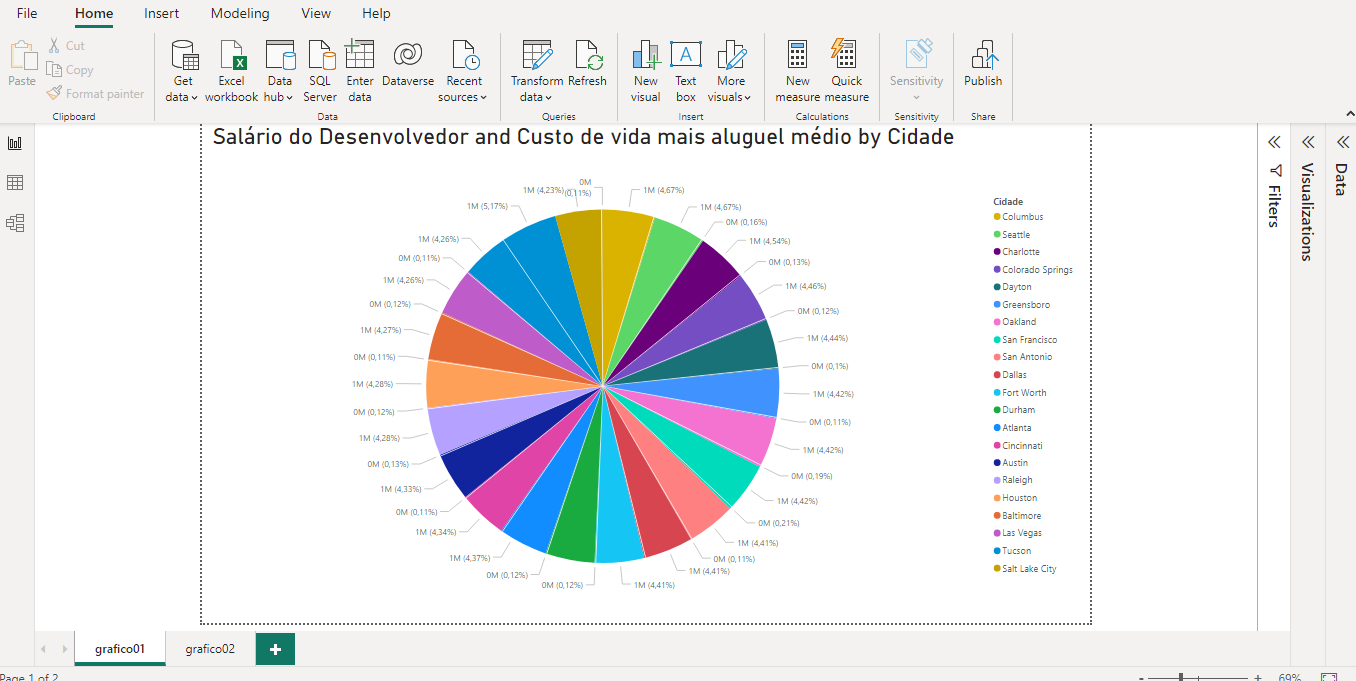 File Home Insert Modeling View Help
Paste
Cut
Copy
Format painter
Clipboard
Get data
Excel workbook
Data hub
SQL Server
Enter data
Dataverse
Recent sources
Data
Transform data
Refresh
Queries
New visual
Text box
More visuals
Insert
New measure
Quick measure
Calculations
Sensitivity
Sensitivity
Publish
Share
Salário do Desenvolvedor and Custo de vida mais aluguel médio by Cidade
0M (0,11%)
1M (4,67%)
1M (4,67%)
0M (0,16%)
1M (4,54%)
0M (0,13%)
1M (4,46%)
0M (0,12%)
1M (4,44%)
0M (0,1%)
1M (4,42%)
0M (0,11%)
1M (4,42%)
0M (0,19%)
1M (4,42%)
0M (0,21%)
1M (4,41%)
0M (0,11%)
1M (4,41%)
1M (4,41%)
0M (0,12%)
0M (0,12%)
1M (4,37%)
1M (4,34%)
0M (0,11%)
1M (4,33%)
0M (0,13%)
1M (4,28%)
0M (0,12%)
1M (4,28%)
0M (0,11%)
1M (4,27%)
0M (0,12%)
1M (4,26%)
0M (0,11%)
1M (4,26%)
1M (5,17%)
1M (4,23%)
Cidade
Columbus
Seattle
Charlotte
Colorado Springs
Dayton
Greensboro
Oakland
San Francisco
San Antonio
Dallas
Fort Worth
Durham
Atlanta
Cincinnati
Austin
Raleigh
Houston
Baltimore
Las Vegas
Tucson
Salt Lake City
Filters
Visualizations
Data
grafico01
grafico02
Page 1 of 2
69%